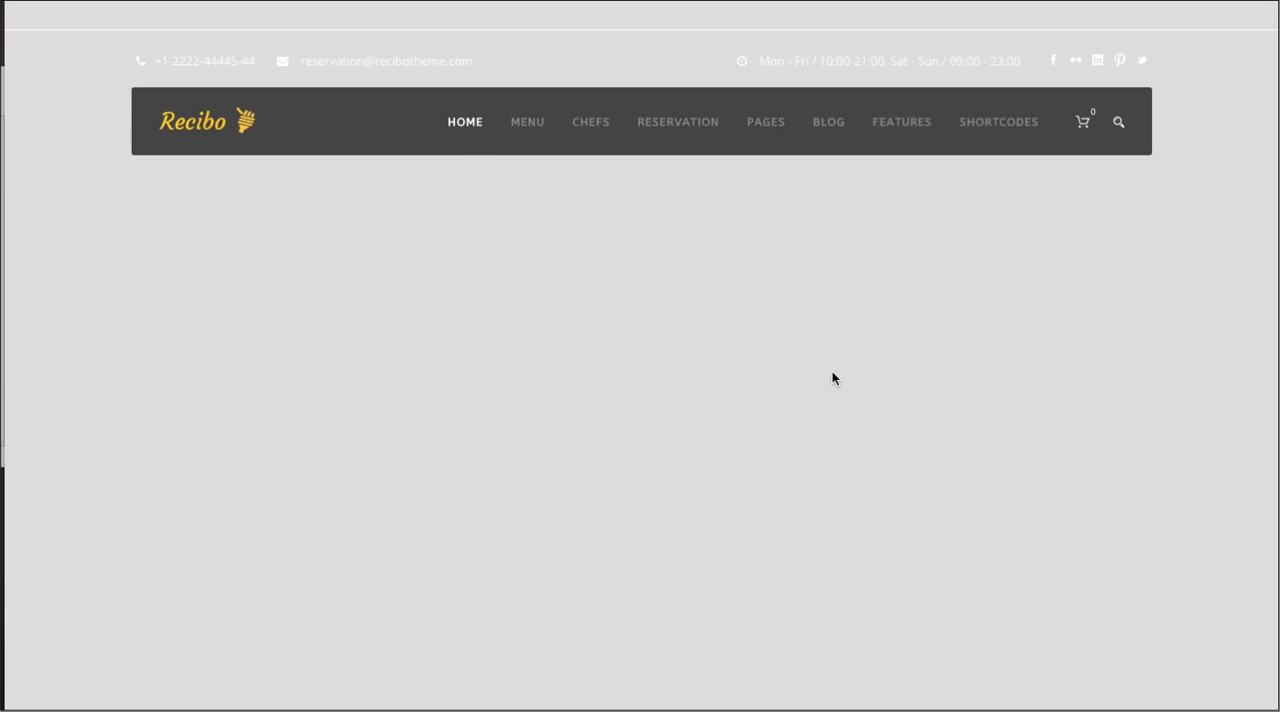 +1-2222-44445-44 reservation@recibotheme.com Mon - Fri / 10:00-21:00, Sat - Sun / 09:00 - 23:00
Recibo HOME MENU CHEFS RESERVATION PAGES BLOG FEATURES SHORTCODES 0